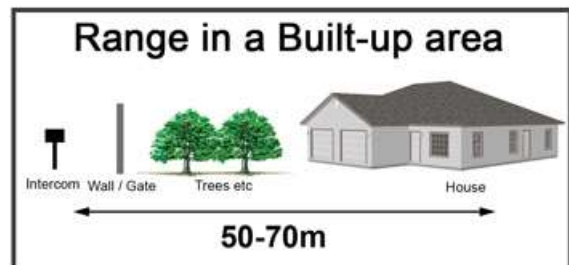 Range in a Built-up area
Intercom Wall / Gate Trees etc House
50-70m